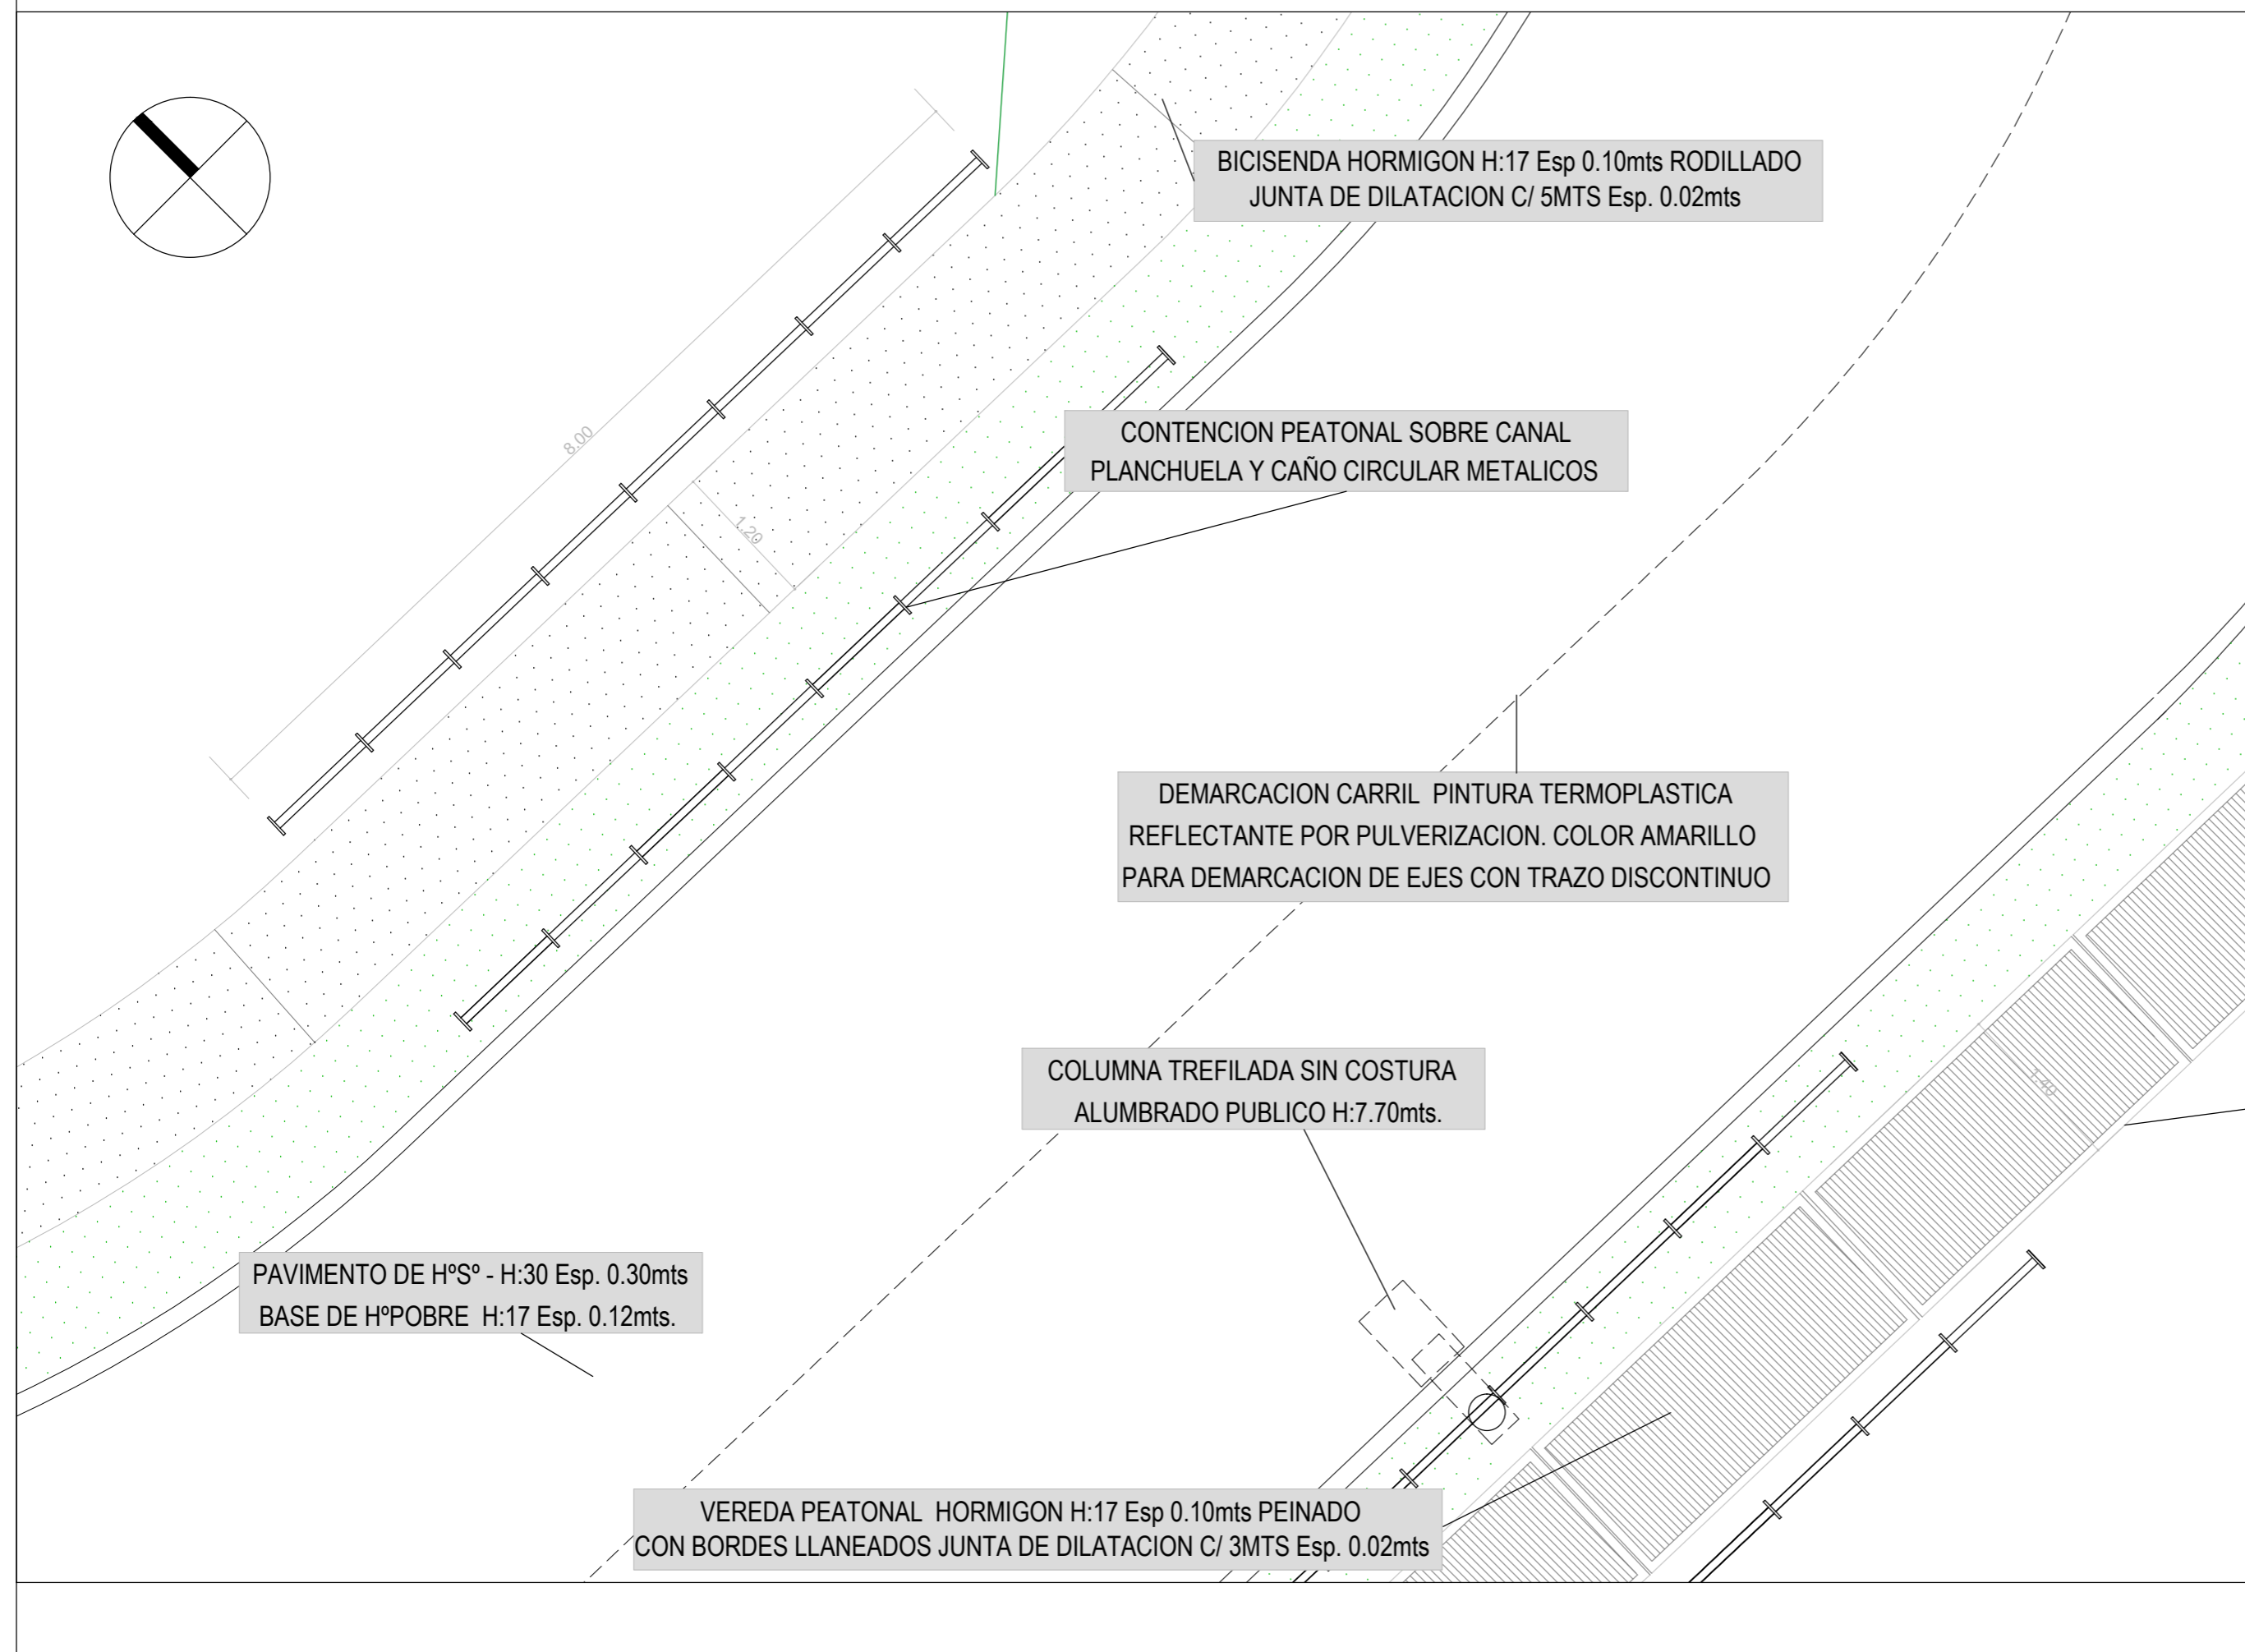 BICISENDA HORMIGON H:17 Esp 0.10mts RODILLADO
JUNTA DE DILATACION C/ 5MTS Esp. 0.02mts
CONTENCION PEATONAL SOBRE CANAL
PLANCHUELA Y CAÑO CIRCULAR METALICOS
8.00
1.20
DEMARCACION CARRIL PINTURA TERMOPLASTICA
REFLECTANTE POR PULVERIZACION. COLOR AMARILLO
PARA DEMARCACION DE EJES CON TRAZO DISCONTINUO
COLUMNA TREFILADA SIN COSTURA
ALUMBRADO PUBLICO H:7.70mts.
1.40
PAVIMENTO DE HºSº - H:30 Esp. 0.30mts
BASE DE HºPOBRE H:17 Esp. 0.12mts.
VEREDA PEATONAL HORMIGON H:17 Esp 0.10mts PEINADO
CON BORDES LLANEADOS JUNTA DE DILATACION C/ 3MTS Esp. 0.02mts